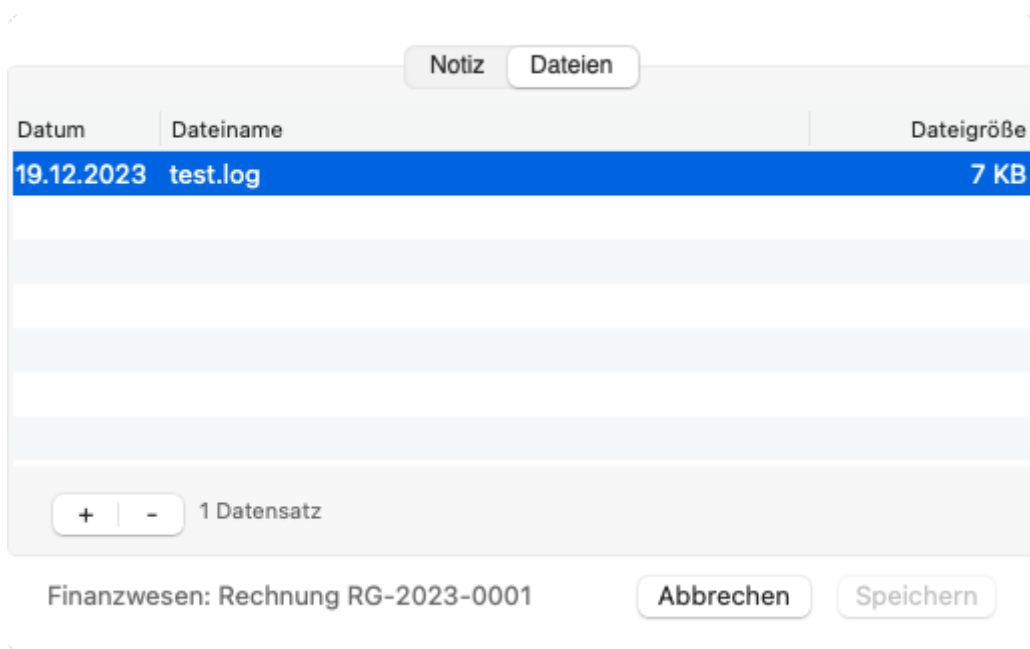 Notiz Dateien
Datum Dateiname Dateigröße
19.12.2023 test.log 7 KB
+ - 1 Datensatz
Finanzwesen: Rechnung RG-2023-0001 Abbrechen Speichern